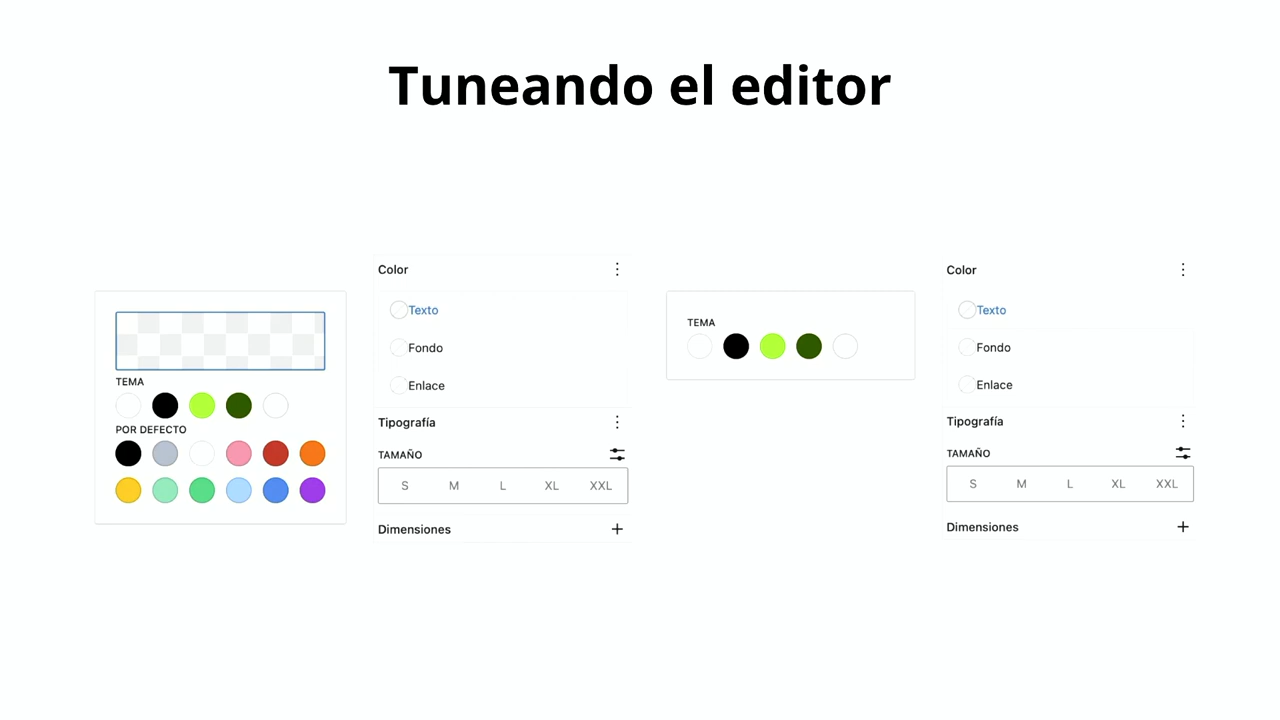 Tuneando el editor
TEMA
POR DEFECTO
Color
Texto
Fondo
Enlace
Tipografía
TAMAÑO
S M L XL XXL
Dimensiones
TEMA
Color
Texto
Fondo
Enlace
Tipografía
TAMAÑO
S M L XL XXL
Dimensiones